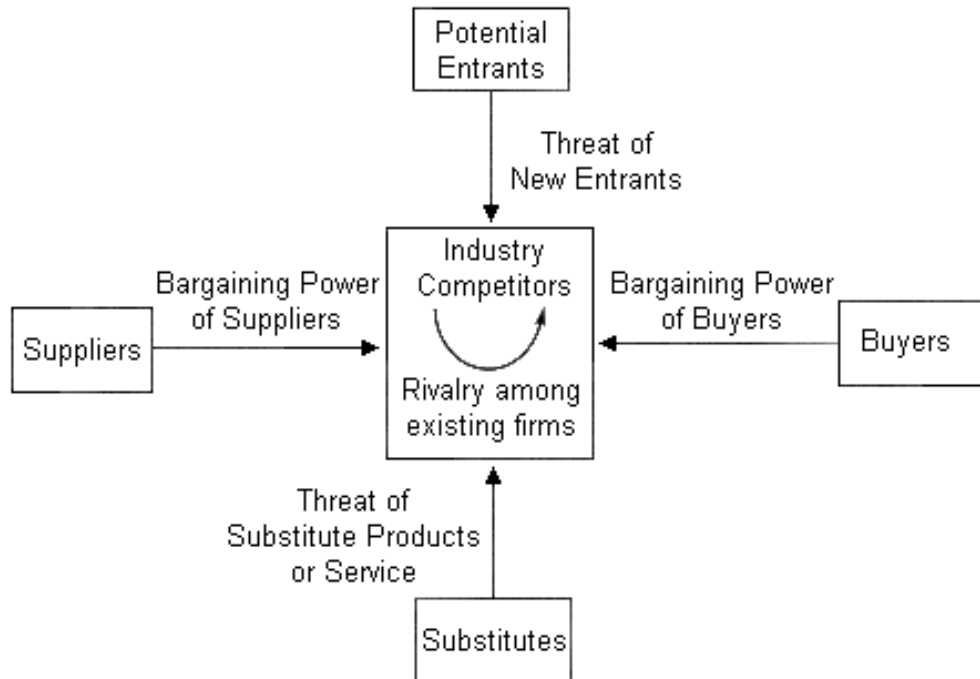 Potential
Entrants
Threat of
New Entrants
Industry
Competitors
Bargaining Power
of Suppliers
Bargaining Power
of Buyers
Suppliers
Buyers
Rivalry among
existing firms
Threat of
Substitute Products
or Service
Substitutes